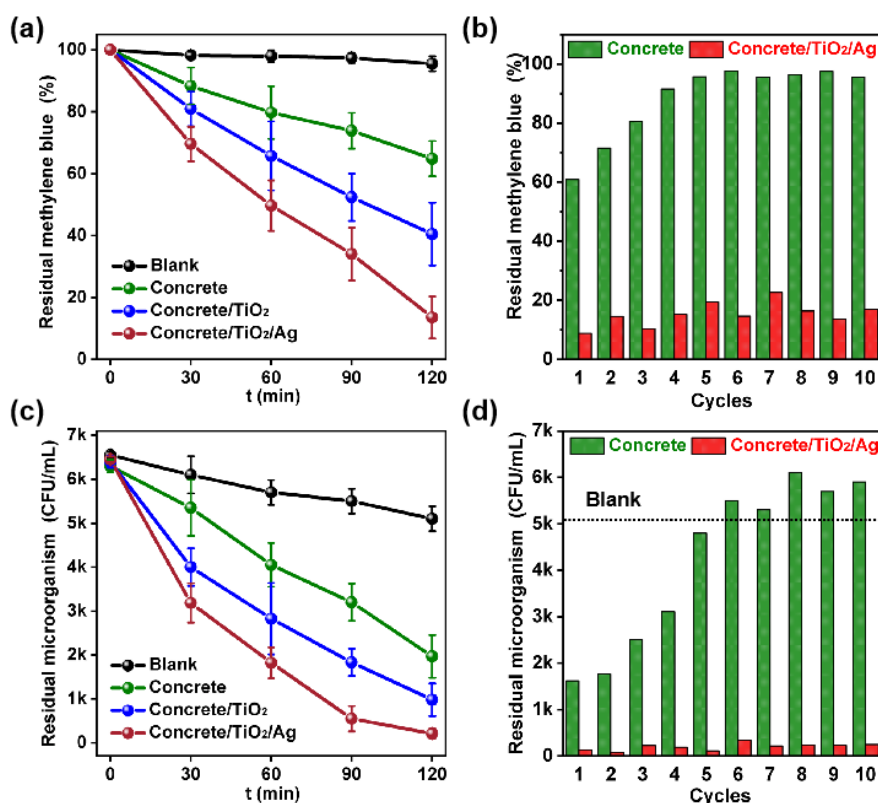 (a)
Residual methylene blue (%)
100
80
60
40
20
0
Blank
Concrete
Concrete/TiO₂
Concrete/TiO₂/Ag
0 30 60 90 120
t (min)
(b)
Residual methylene blue (%)
Concrete Concrete/TiO₂/Ag
100
80
60
40
20
0
1 2 3 4 5 6 7 8 9 10
Cycles
(c)
Residual microorganism (CFU/mL)
7k
6k
5k
4k
3k
2k
1k
0
Blank
Concrete
Concrete/TiO₂
Concrete/TiO₂/Ag
0 30 60 90 120
t (min)
(d)
Residual microorganism (CFU/mL)
7k
Concrete Concrete/TiO₂/Ag
6k
Blank
5k
4k
3k
2k
1k
0
1 2 3 4 5 6 7 8 9 10
Cycles